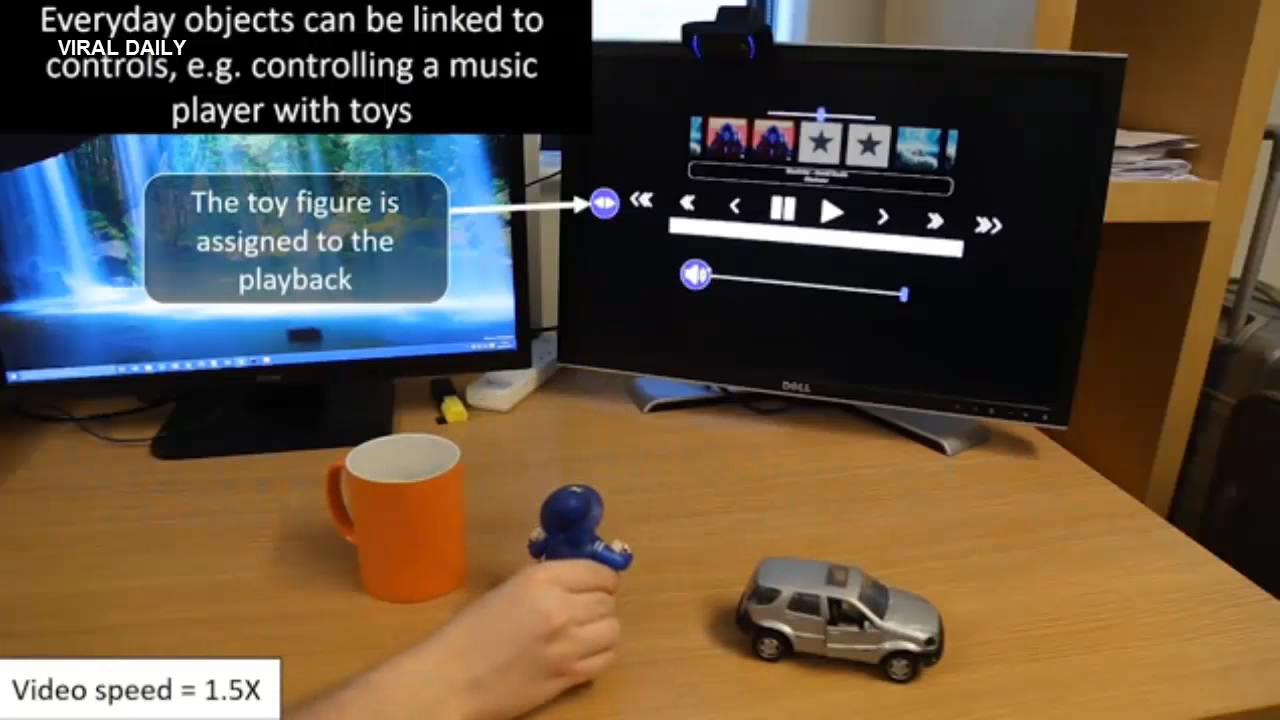 Everyday objects can be linked to
VIRAL DAILY
controls, e.g. controlling a music
player with toys
The toy figure is
assigned to the
playback
DELL
Video speed = 1.5X